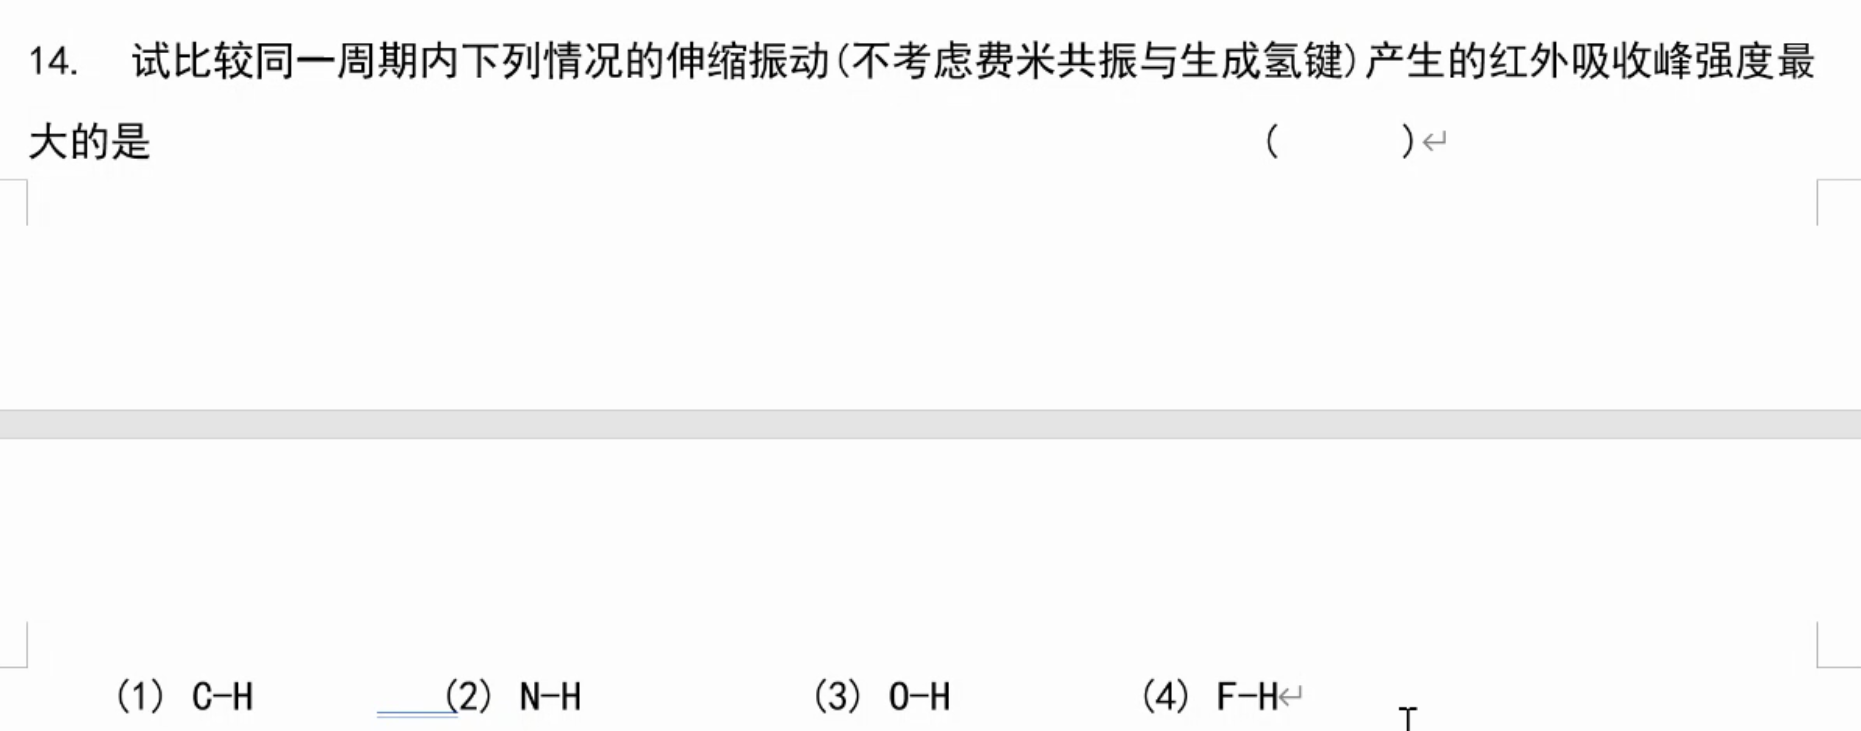 14. 试比较同一周期内下列情况的伸缩振动(不考虑费米共振与生成氢键)产生的红外吸收峰强度最
大的是 ( )↵
(1) C-H (2) N-H (3) O-H (4) F-H↵